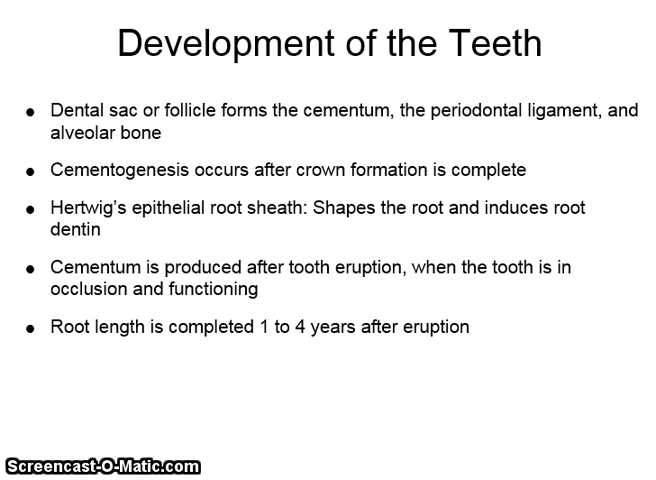 Development of the Teeth
● Dental sac or follicle forms the cementum, the periodontal ligament, and
alveolar bone
● Cementogenesis occurs after crown formation is complete
● Hertwig's epithelial root sheath: Shapes the root and induces root
dentin
● Cementum is produced after tooth eruption, when the tooth is in
occlusion and functioning
● Root length is completed 1 to 4 years after eruption
Screencast-O-Matic.com